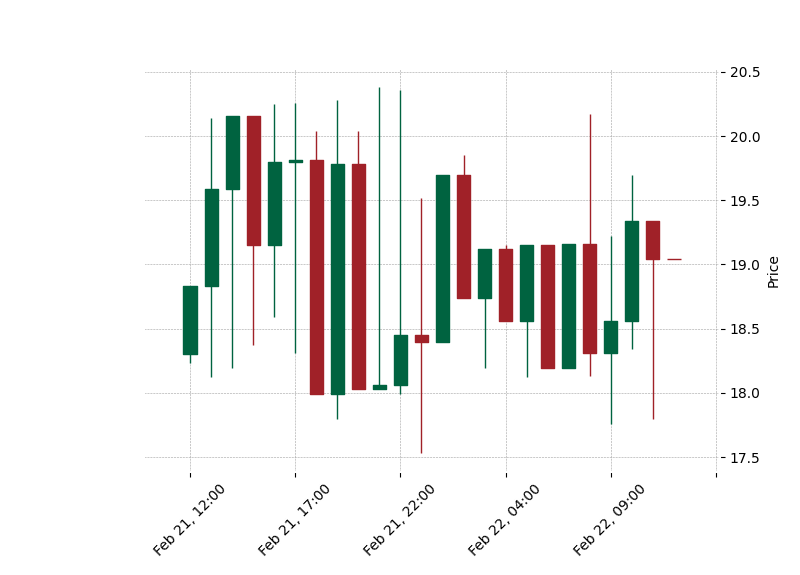 20.5
20.0
19.5
19.0
18.5
18.0
17.5
Price
Feb 21, 12:00
Feb 21, 17:00
Feb 21, 22:00
Feb 22, 04:00
Feb 22, 09:00